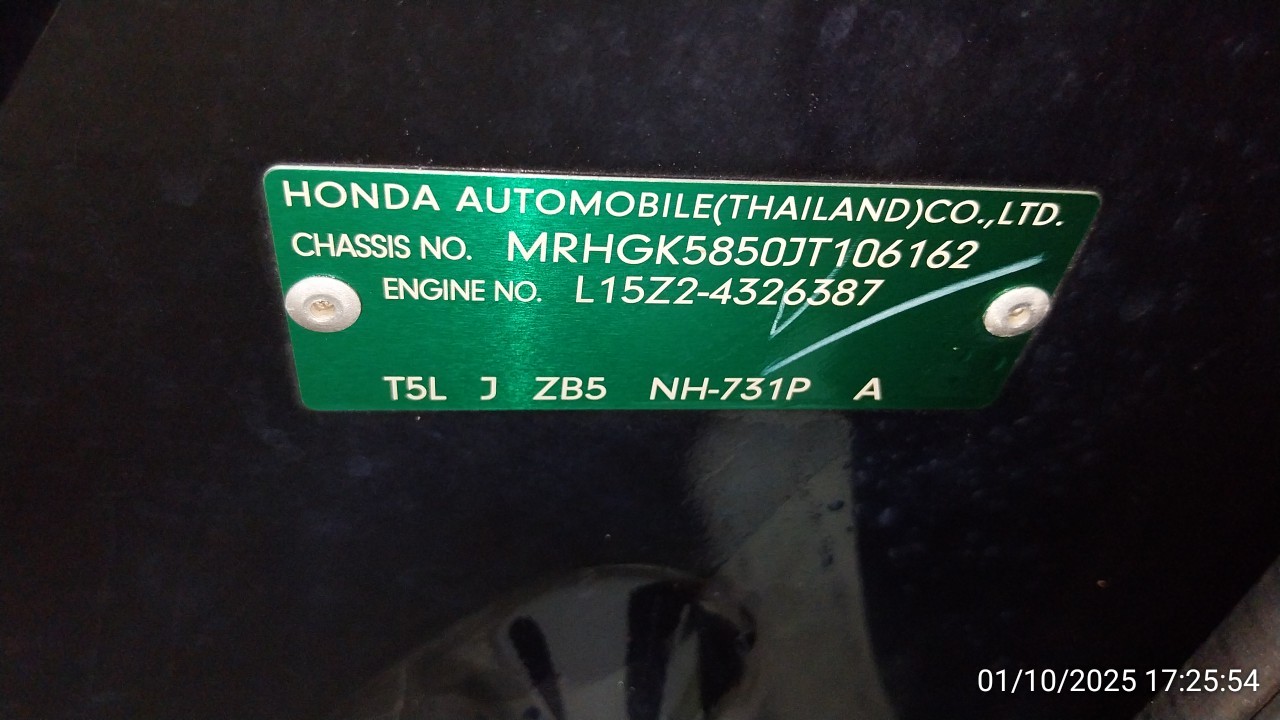 HONDA AUTOMOBILE(THAILAND)CO.,LTD.
CHASSIS NO. MRHGK5850JT106162
ENGINE NO. L15Z2-4326387
T5L J ZB5 NH-731P A
01/10/2025 17:25:54